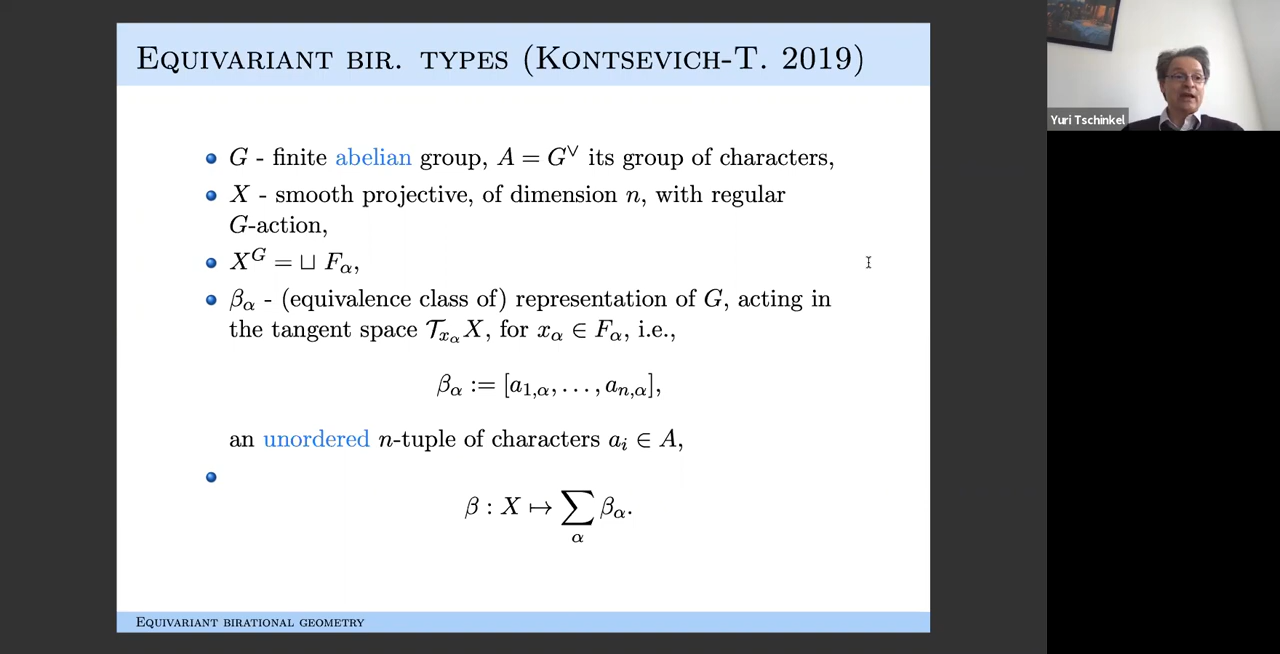 EQUIVARIANT BIR. TYPES (KONTSEVICH-T. 2019)
G - finite abelian group, A = G^∨ its group of characters,
X - smooth projective, of dimension n, with regular
G-action,
X^G = ⊔ F_α,
β_α - (equivalence class of) representation of G, acting in
the tangent space 𝒯_{x_α} X, for x_α ∈ F_α, i.e.,
β_α := [a_{1,α}, . . . , a_{n,α}],
an unordered n-tuple of characters a_i ∈ A,
β : X ↦ ∑_α β_α.
EQUIVARIANT BIRATIONAL GEOMETRY
Yuri Tschinkel